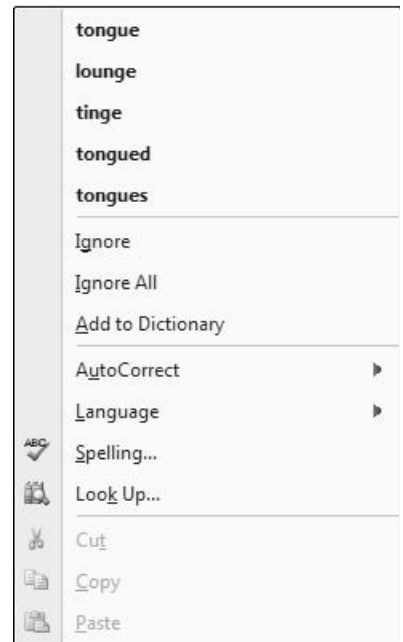 tongue
lounge
tinge
tongued
tongues
Ignore
Ignore All
Add to Dictionary
AutoCorrect
Language
ABC
Spelling...
Look Up...
Cut
Copy
Paste